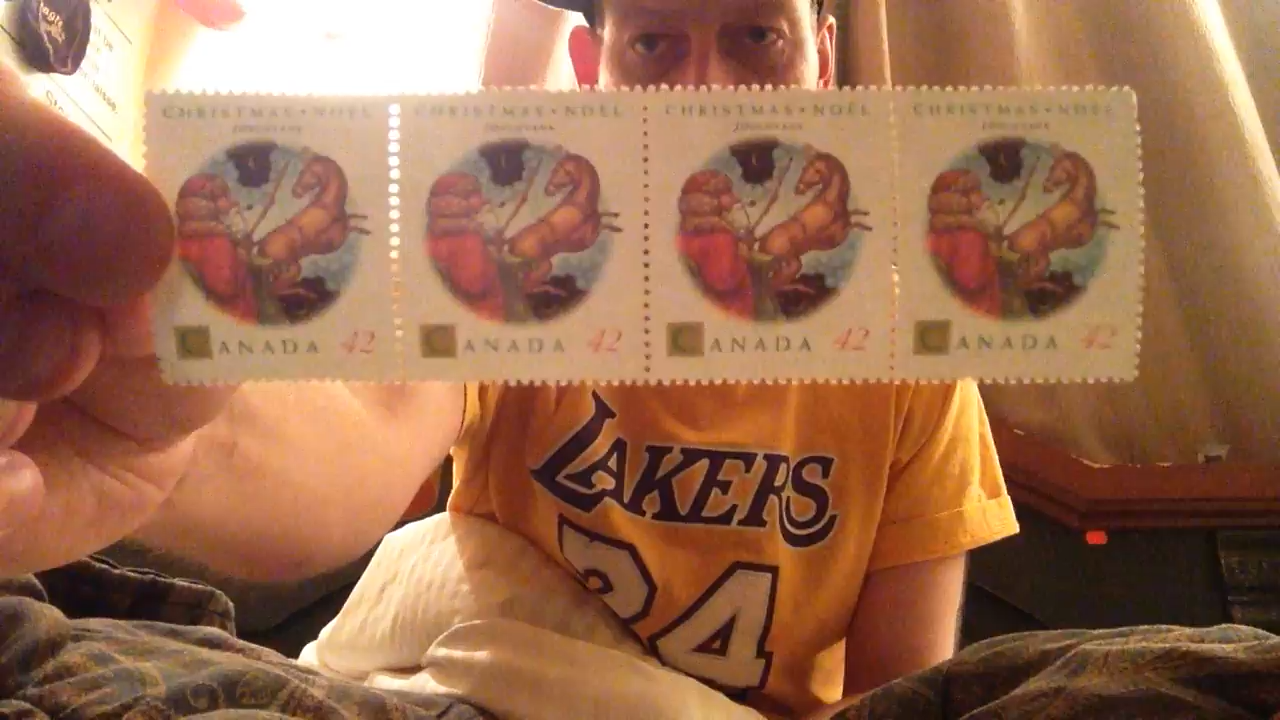 CHRISTMAS • NOËL CHRISTMAS • NOËL CHRISTMAS • NOËL CHRISTMAS • NOËL
CANADA 42 CANADA 42 CANADA 42 CANADA 42
LAKERS
24